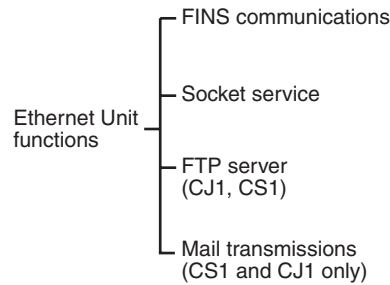 FINS communications
Socket service
Ethernet Unit
functions
FTP server
(CJ1, CS1)
Mail transmissions
(CS1 and CJ1 only)